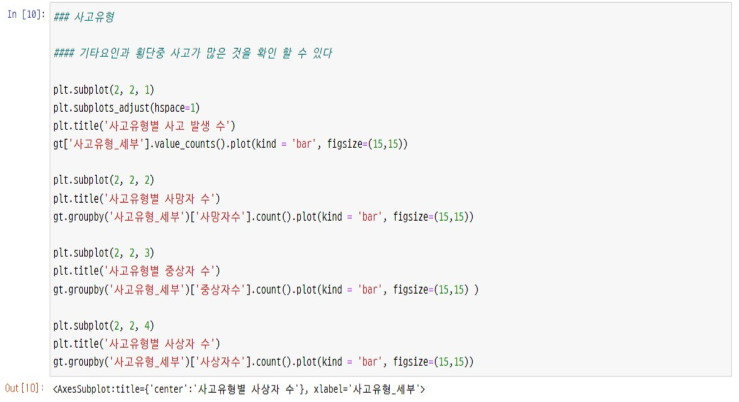 In [10]: ### 사고유형
#### 기타요인과 횡단중 사고가 많은 것을 확인 할 수 있다
plt.subplot(2, 2, 1)
plt.subplots_adjust(hspace=1)
plt.title('사고유형별 사고 발생 수')
gt['사고유형_세부'].value_counts().plot(kind = 'bar', figsize=(15,15))
plt.subplot(2, 2, 2)
plt.title('사고유형별 사망자 수')
gt.groupby('사고유형_세부')['사망자수'].count().plot(kind = 'bar', figsize=(15,15))
plt.subplot(2, 2, 3)
plt.title('사고유형별 중상자 수')
gt.groupby('사고유형_세부')['중상자수'].count().plot(kind = 'bar', figsize=(15,15) )
plt.subplot(2, 2, 4)
plt.title('사고유형별 사상자 수')
gt.groupby('사고유형_세부')['사상자수'].count().plot(kind = 'bar', figsize=(15,15))
Out[10]: <AxesSubplot:title={'center':'사고유형별 사상자 수'}, xlabel='사고유형_세부'>